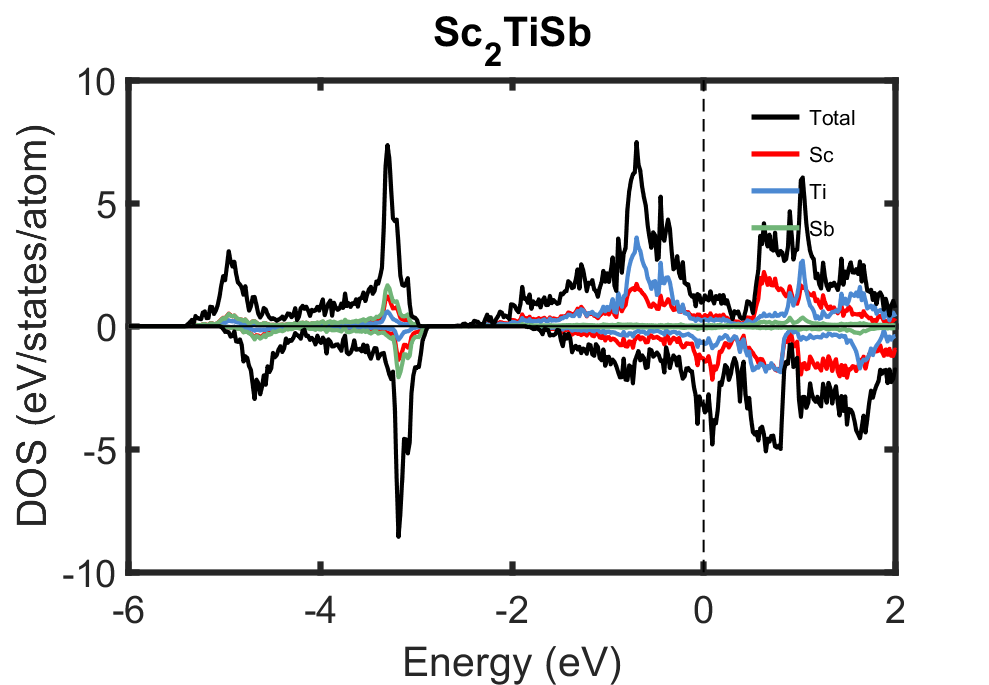 Sc2TiSb
10
5
0
-5
-10
DOS (eV/states/atom)
Total
Sc
Ti
Sb
-6
-4
-2
0
2
Energy (eV)